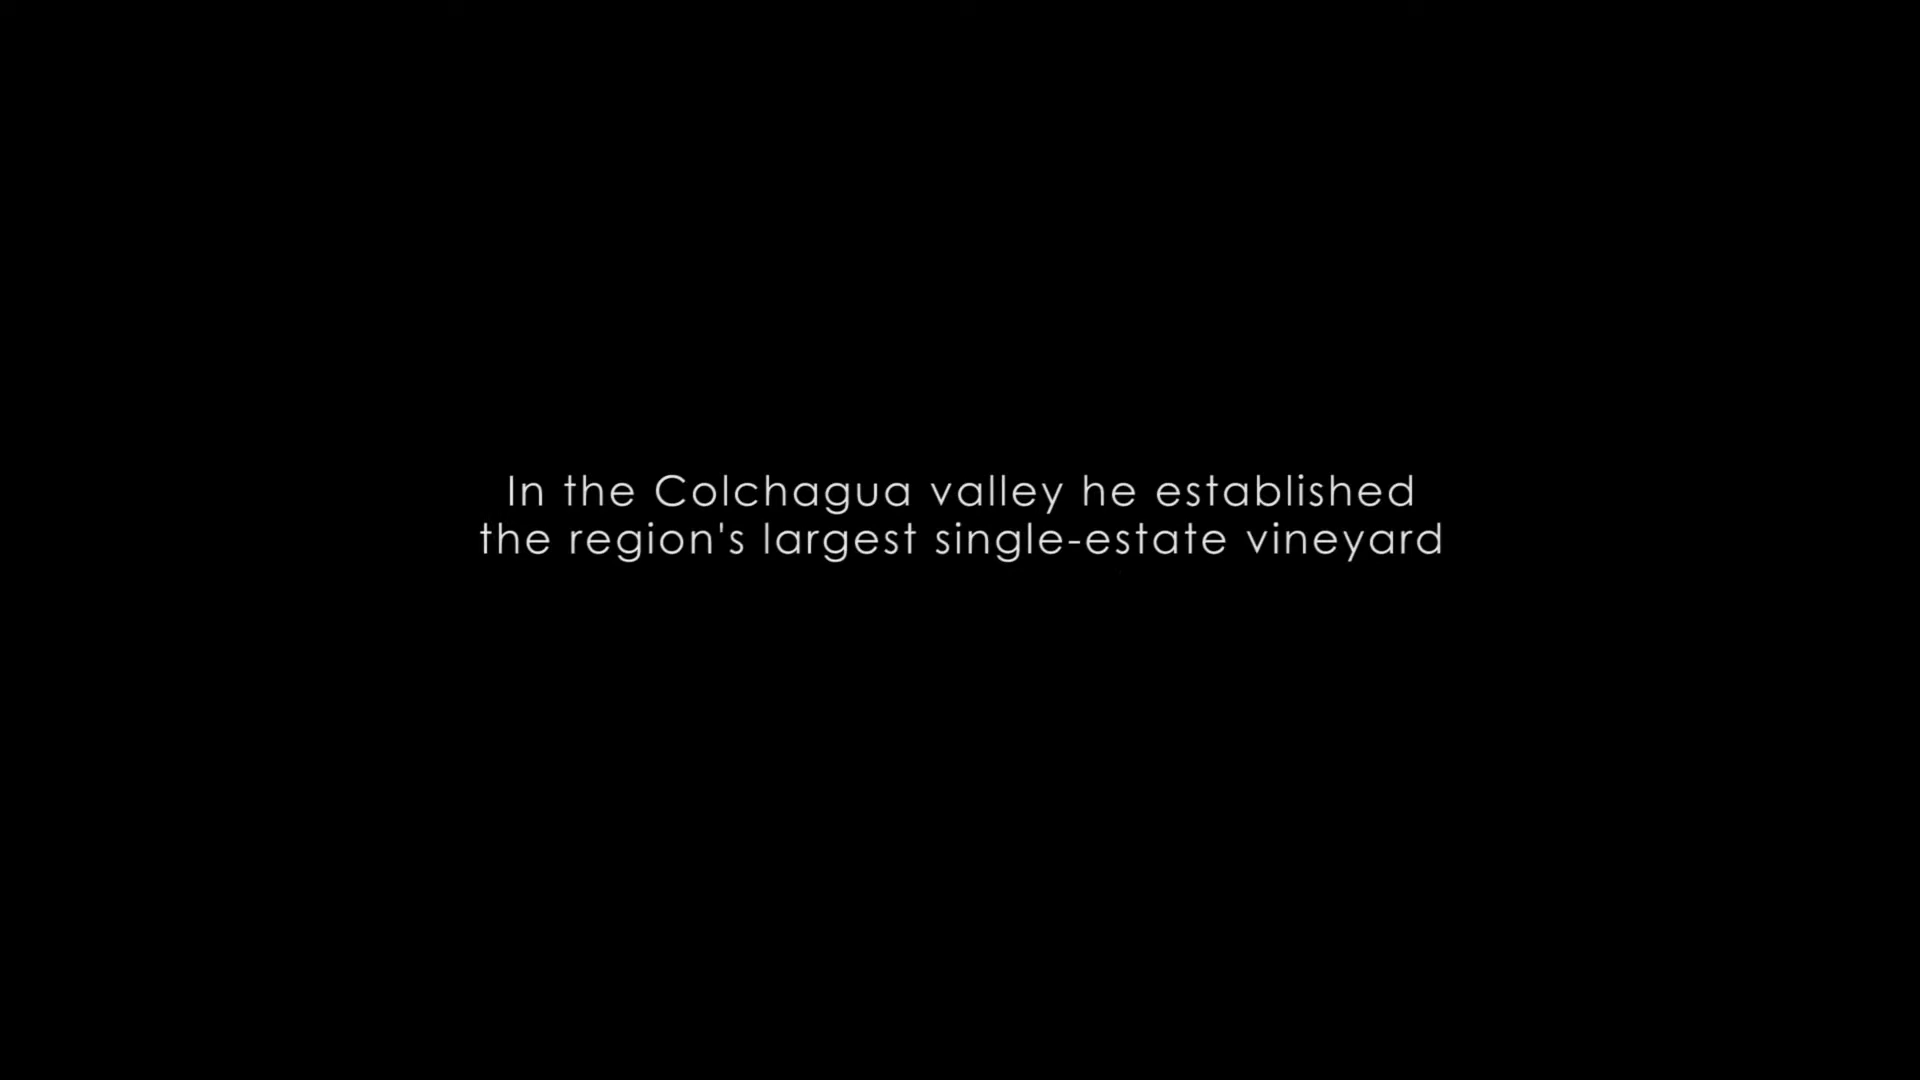 In the Colchagua valley he established
the region's largest single-estate vineyard